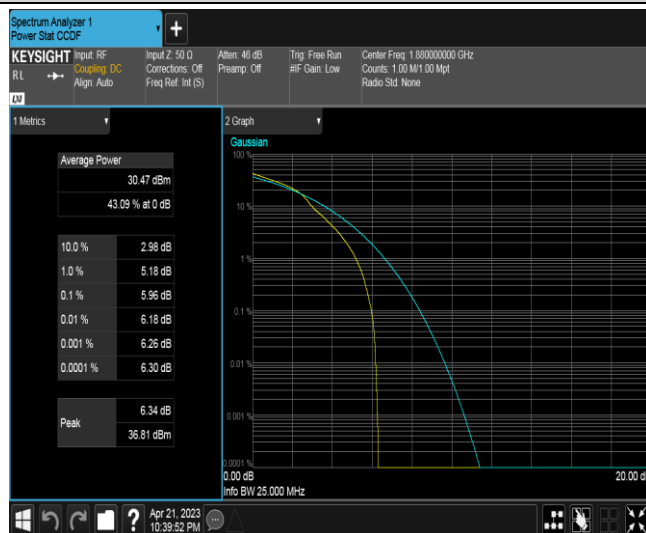 Spectrum Analyzer 1
Power Stat CCDF
+
KEYSIGHT
RL
LXI
Input: RF
Coupling: DC
Align: Auto
Input Z: 50 Ω
Corrections: Off
Freq Ref: Int (S)
Atten: 46 dB
Preamp: Off
Trig: Free Run
#IF Gain: Low
Center Freq: 1.880000000 GHz
Counts: 1.00 M/1.00 Mpt
Radio Std: None
1 Metrics
Average Power
30.47 dBm
43.09 % at 0 dB
10.0 % 2.98 dB
1.0 % 5.18 dB
0.1 % 5.96 dB
0.01 % 6.18 dB
0.001 % 6.26 dB
0.0001 % 6.30 dB
Peak
6.34 dB
36.81 dBm
2 Graph
Gaussian
100 %
10 %
1 %
0.1 %
0.01 %
0.001 %
0.0001 %
0.00 dB
20.00 d
Info BW 25.000 MHz
?
Apr 21, 2023
10:39:52 PM